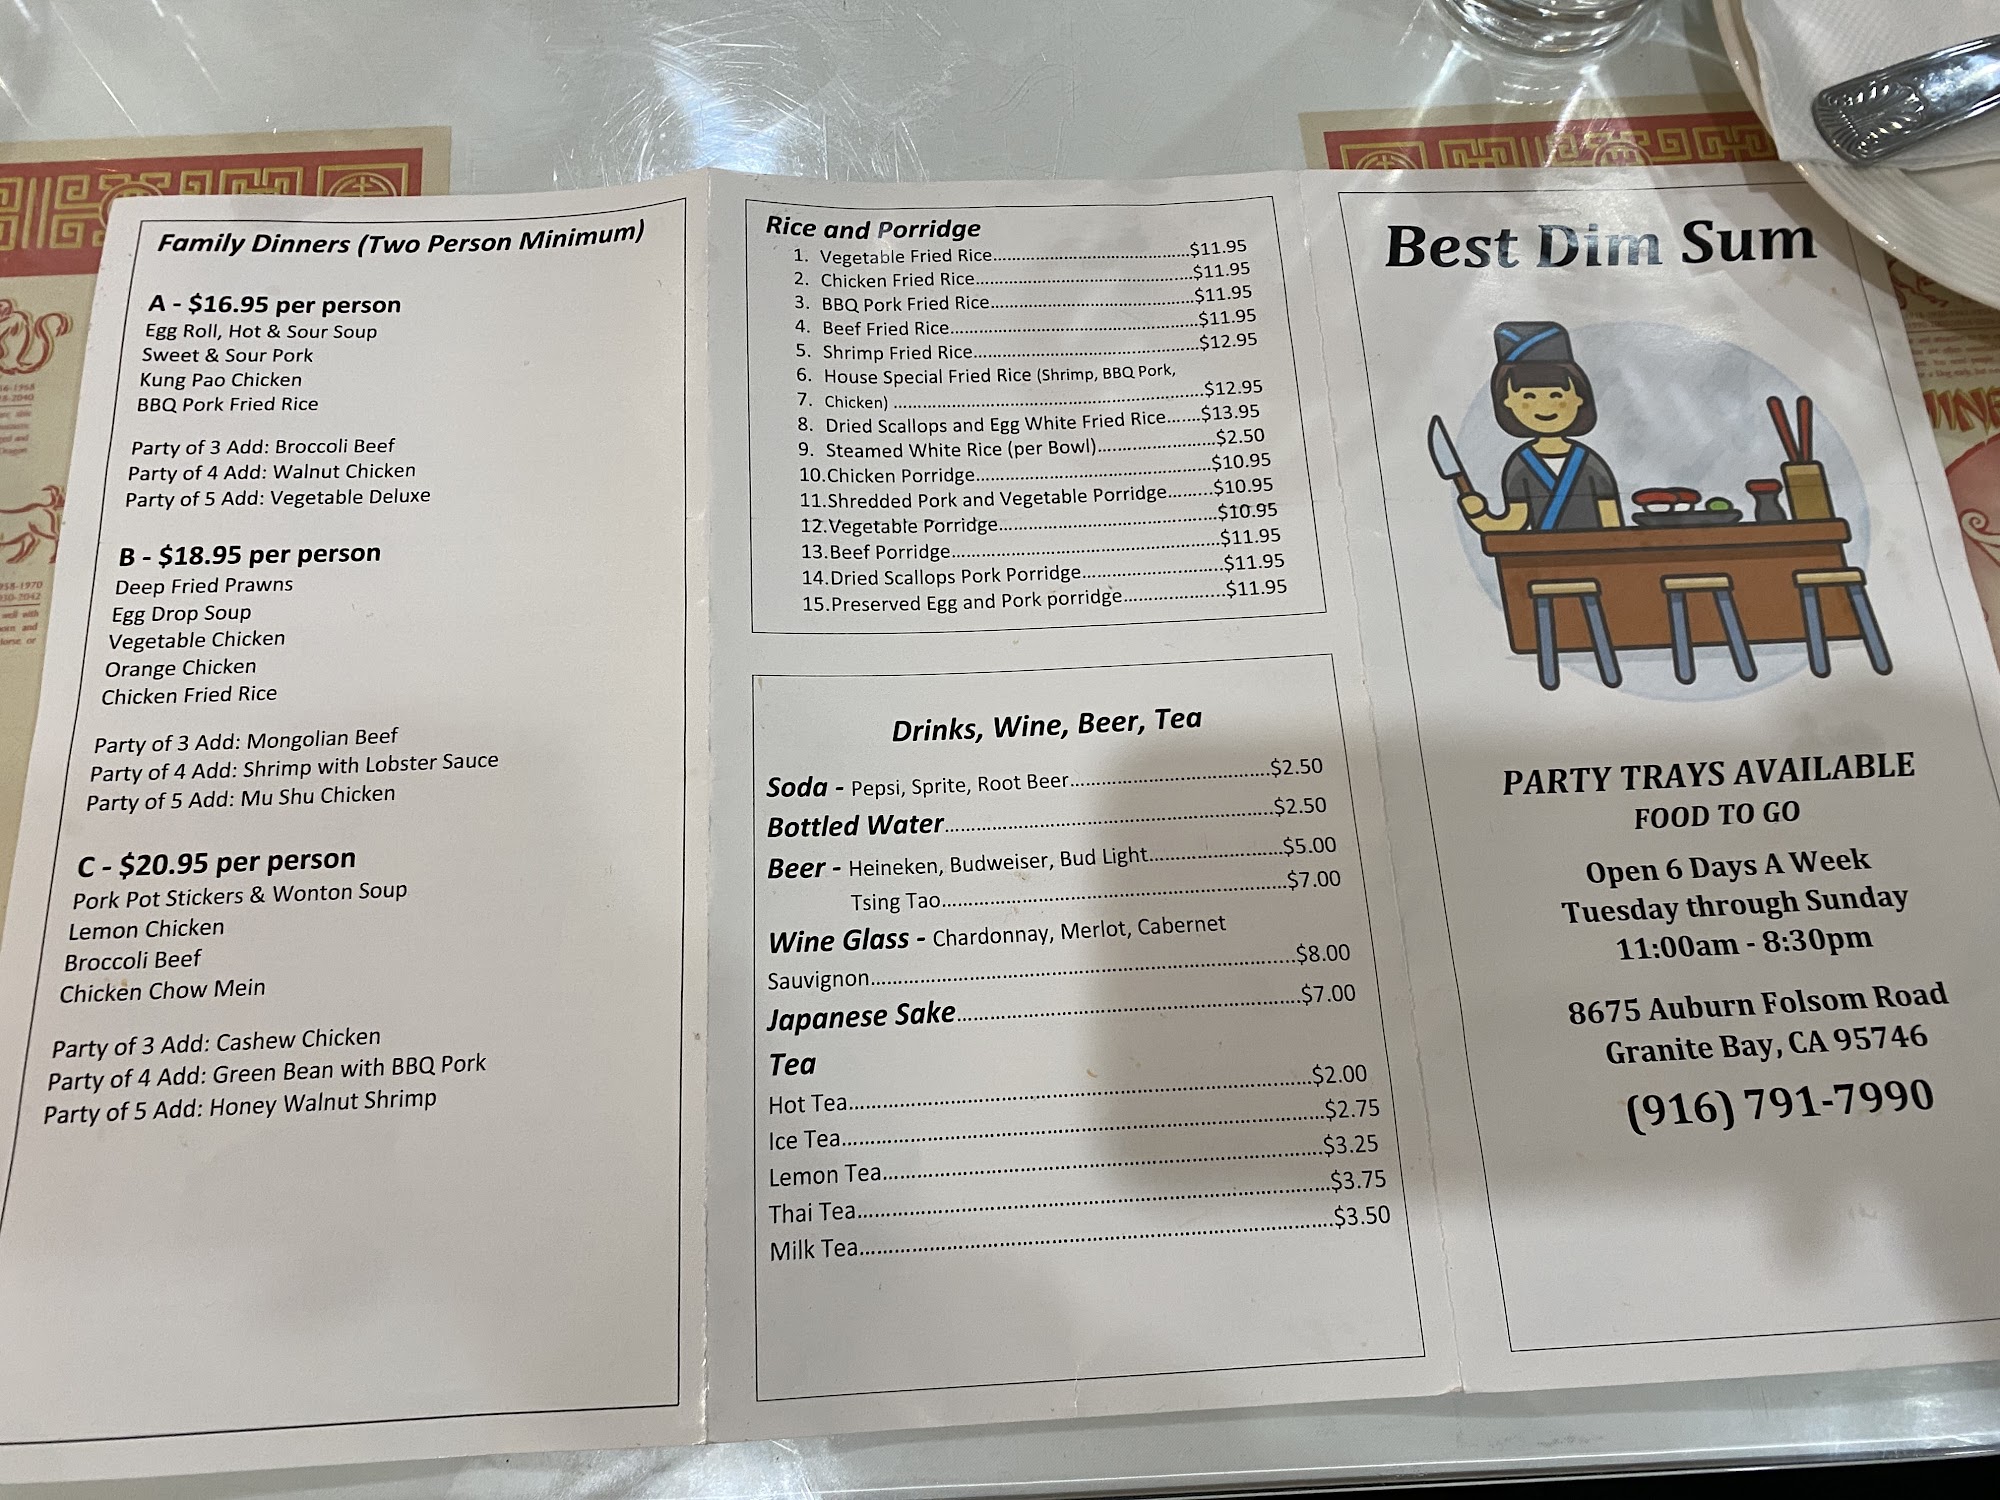 Family Dinners (Two Person Minimum)
A - $16.95 per person
Egg Roll, Hot & Sour Soup
Sweet & Sour Pork
Kung Pao Chicken
BBQ Pork Fried Rice
Party of 3 Add: Broccoli Beef
Party of 4 Add: Walnut Chicken
Party of 5 Add: Vegetable Deluxe
B - $18.95 per person
Deep Fried Prawns
Egg Drop Soup
Vegetable Chicken
Orange Chicken
Chicken Fried Rice
Party of 3 Add: Mongolian Beef
Party of 4 Add: Shrimp with Lobster Sauce
Party of 5 Add: Mu Shu Chicken
C - $20.95 per person
Pork Pot Stickers & Wonton Soup
Lemon Chicken
Broccoli Beef
Chicken Chow Mein
Party of 3 Add: Cashew Chicken
Party of 4 Add: Green Bean with BBQ Pork
Party of 5 Add: Honey Walnut Shrimp
Rice and Porridge
1. Vegetable Fried Rice........$11.95
2. Chicken Fried Rice........$11.95
3. BBQ Pork Fried Rice........$11.95
4. Beef Fried Rice........$11.95
5. Shrimp Fried Rice........$12.95
6. House Special Fried Rice (Shrimp, BBQ Pork,
7. Chicken) ........$12.95
8. Dried Scallops and Egg White Fried Rice......$13.95
9. Steamed White Rice (per Bowl)........$2.50
10.Chicken Porridge........$10.95
11.Shredded Pork and Vegetable Porridge........$10.95
12.Vegetable Porridge........$10.95
13.Beef Porridge........$11.95
14.Dried Scallops Pork Porridge........$11.95
15.Preserved Egg and Pork porridge........$11.95
Drinks, Wine, Beer, Tea
Soda - Pepsi, Sprite, Root Beer........$2.50
Bottled Water........$2.50
Beer - Heineken, Budweiser, Bud Light........$5.00
Tsing Tao........$7.00
Wine Glass - Chardonnay, Merlot, Cabernet
Sauvignon........$8.00
Japanese Sake........$7.00
Tea
Hot Tea........$2.00
Ice Tea........$2.75
Lemon Tea........$3.25
Thai Tea........$3.75
Milk Tea........$3.50
Best Dim Sum
PARTY TRAYS AVAILABLE
FOOD TO GO
Open 6 Days A Week
Tuesday through Sunday
11:00am - 8:30pm
8675 Auburn Folsom Road
Granite Bay, CA 95746
(916) 791-7990